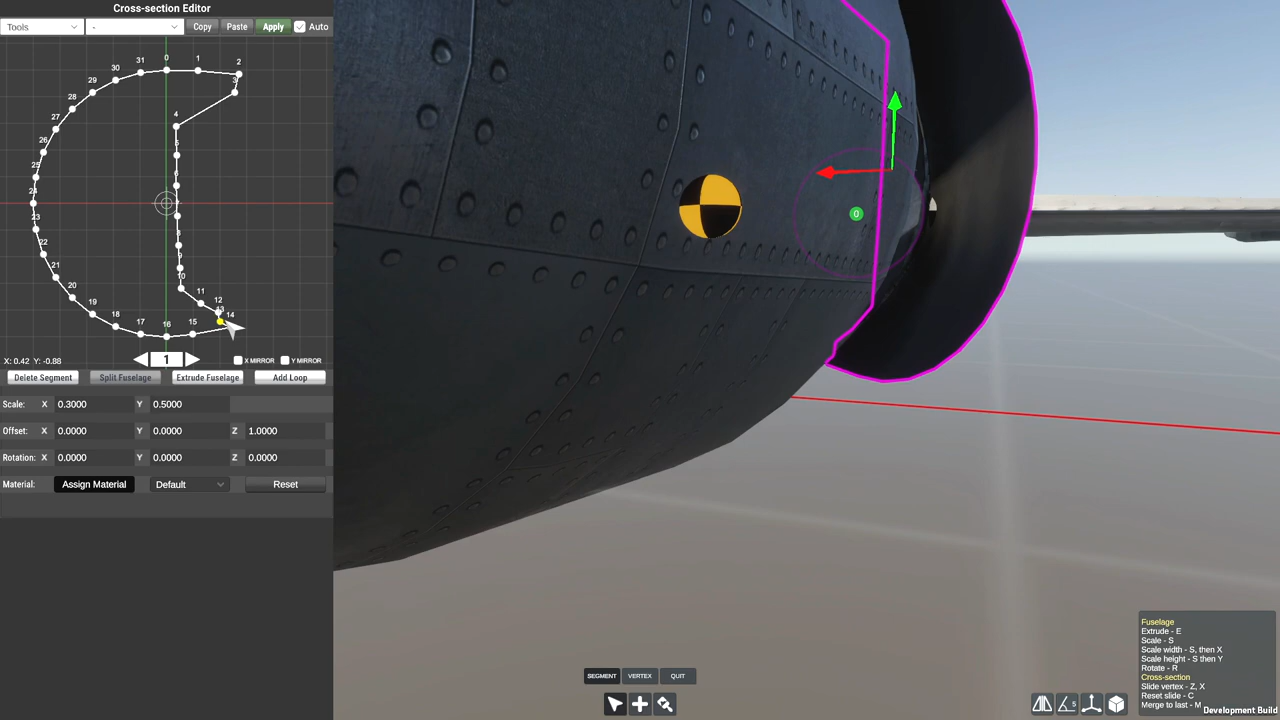 Cross-section Editor
Tools - Copy Paste Apply Auto
0
31 1
30 2
29 3
28
27 4
26
25
24
23
22
21 10
20 11
19 12
18 14
17 16 15
X: 0.42 Y: -0.88 1 X MIRROR Y MIRROR
Delete Segment Split Fuselage Extrude Fuselage Add Loop
Scale: X 0.3000 Y 0.5000
Offset: X 0.0000 Y 0.0000 Z 1.0000
Rotation: X 0.0000 Y 0.0000 Z 0.0000
Material: Assign Material Default Reset
0
SEGMENT VERTEX QUIT
5
Fuselage
Extrude - E
Scale - S
Scale width - S, then X
Scale height - S then Y
Rotate - R
Cross-section
Slide vertex - Z, X
Reset slide - C
Merge to last - M
Development Build